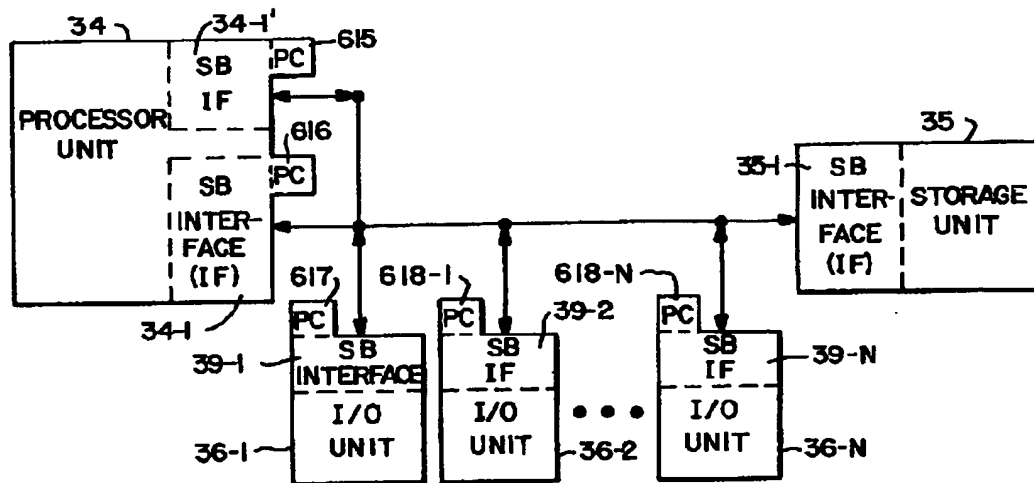 34
34-1'
615
SB
IF
PC
PROCESSOR
UNIT
616
PC
SB
INTER-
FACE
(IF)
34-1
35
35-1
SB
INTER-
FACE
(IF)
STORAGE
UNIT
617
PC
39-1
SB
INTERFACE
I/O
UNIT
36-1
618-1
PC
39-2
SB
IF
I/O
UNIT
36-2
618-N
PC
SB
IF
39-N
I/O
UNIT
36-N